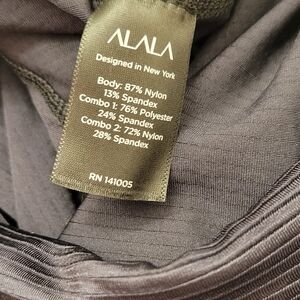 ALALA
Designed in New York
Body: 87% Nylon
13% Spandex
Combo 1: 76% Polyester
24% Spandex
Combo 2: 72% Nylon
28% Spandex
RN 141005